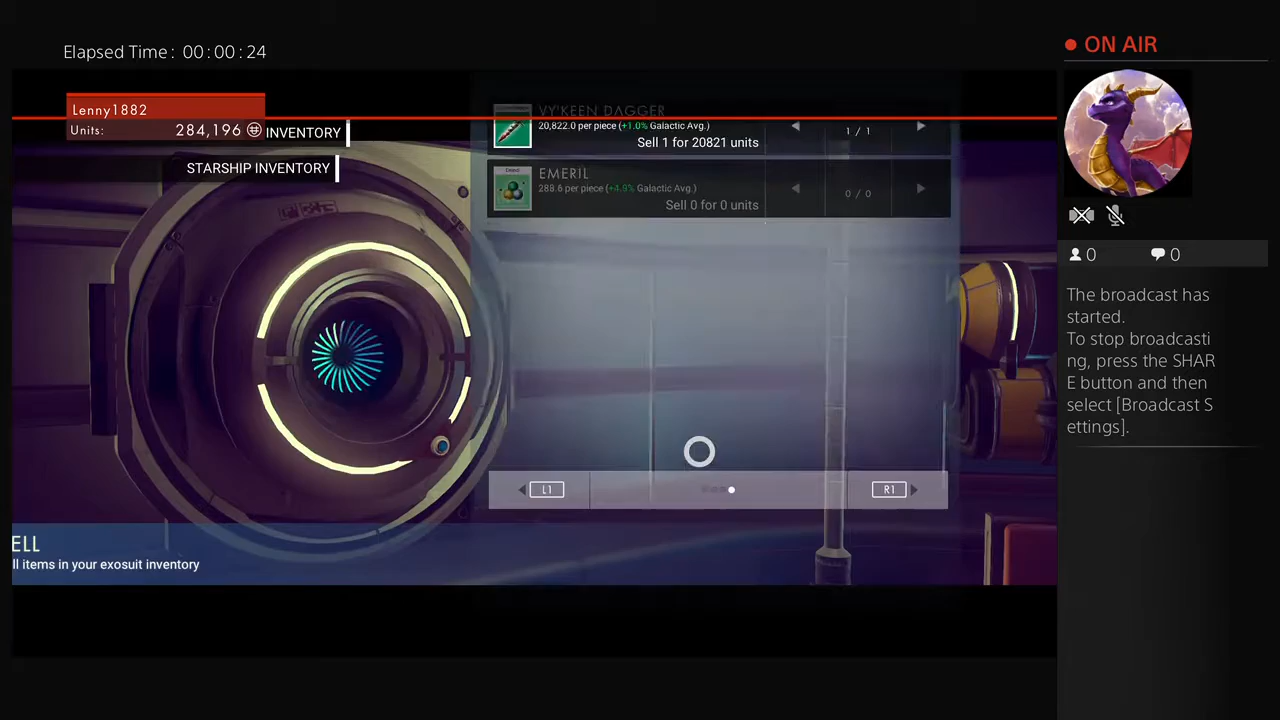 Elapsed Time: 00:00:24
ON AIR
Lenny1882
Units: 284,196
INVENTORY
STARSHIP INVENTORY
VY'KEEN DAGGER
20,822.0 per piece (+1.0% Galactic Avg.)
Sell 1 for 20821 units
1 / 1
EMERIL
288.6 per piece (+4.9% Galactic Avg.)
Sell 0 for 0 units
0 / 0
L1
R1
ELL
ll items in your exosuit inventory
0
0
The broadcast has
started.
To stop broadcasti
ng, press the SHAR
E button and then
select [Broadcast S
ettings].